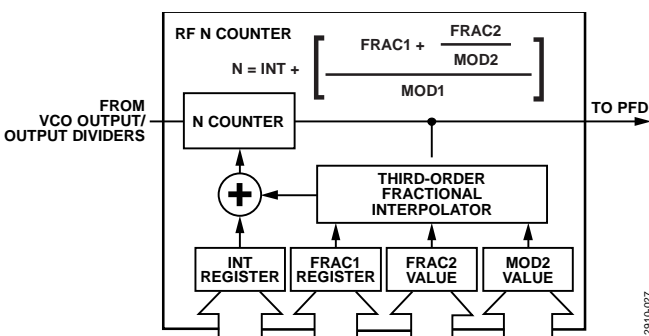 RF N COUNTER
N = INT +
FRAC1 +
FRAC2
MOD2
MOD1
FROM
VCO OUTPUT/
OUTPUT DIVIDERS
N COUNTER
TO PFD
+
THIRD-ORDER
FRACTIONAL
INTERPOLATOR
INT
REGISTER
FRAC1
REGISTER
FRAC2
VALUE
MOD2
VALUE
2910-027